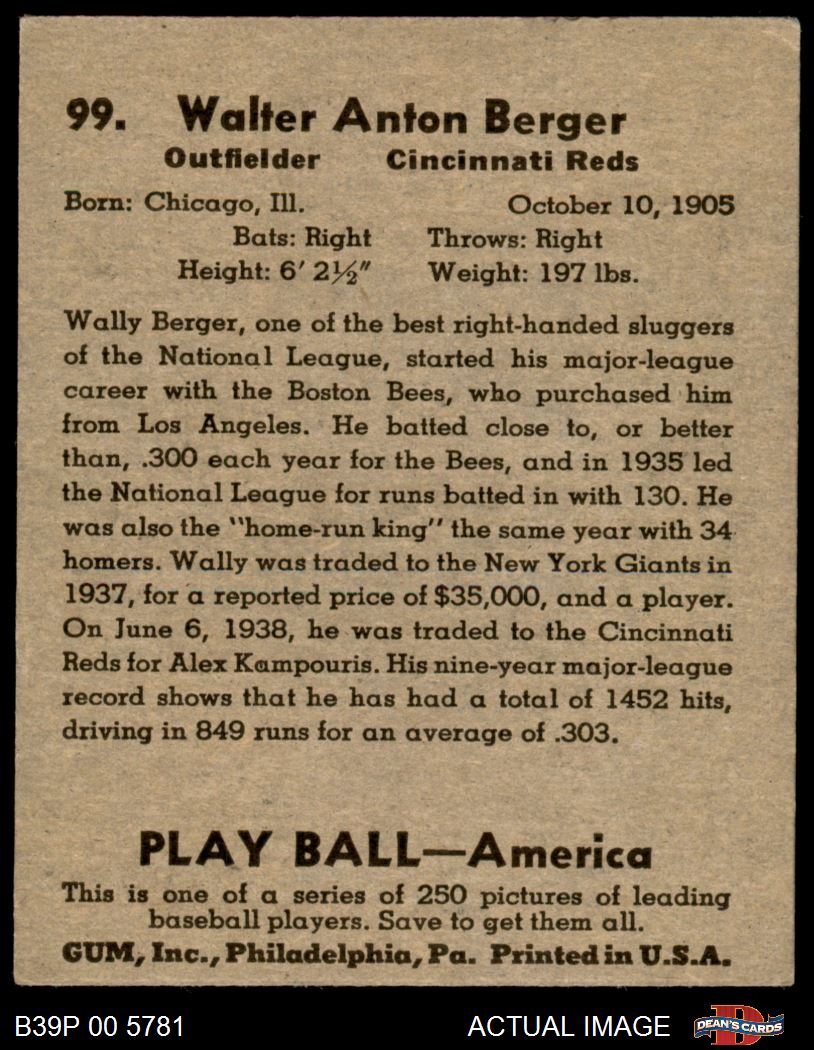 99. Walter Anton Berger
Outfielder Cincinnati Reds
Born: Chicago, Ill. October 10, 1905
Bats: Right Throws: Right
Height: 6' 2½" Weight: 197 lbs.
Wally Berger, one of the best right-handed sluggers
of the National League, started his major-league
career with the Boston Bees, who purchased him
from Los Angeles. He batted close to, or better
than, .300 each year for the Bees, and in 1935 led
the National League for runs batted in with 130. He
was also the "home-run king" the same year with 34
homers. Wally was traded to the New York Giants in
1937, for a reported price of $35,000, and a player.
On June 6, 1938, he was traded to the Cincinnati
Reds for Alex Kampouris. His nine-year major-league
record shows that he has had a total of 1452 hits,
driving in 849 runs for an average of .303.
PLAY BALL—America
This is one of a series of 250 pictures of leading
baseball players. Save to get them all.
GUM, Inc., Philadelphia, Pa. Printed in U.S.A.
B39P 00 5781 ACTUAL IMAGE D DEAN'S CARDS